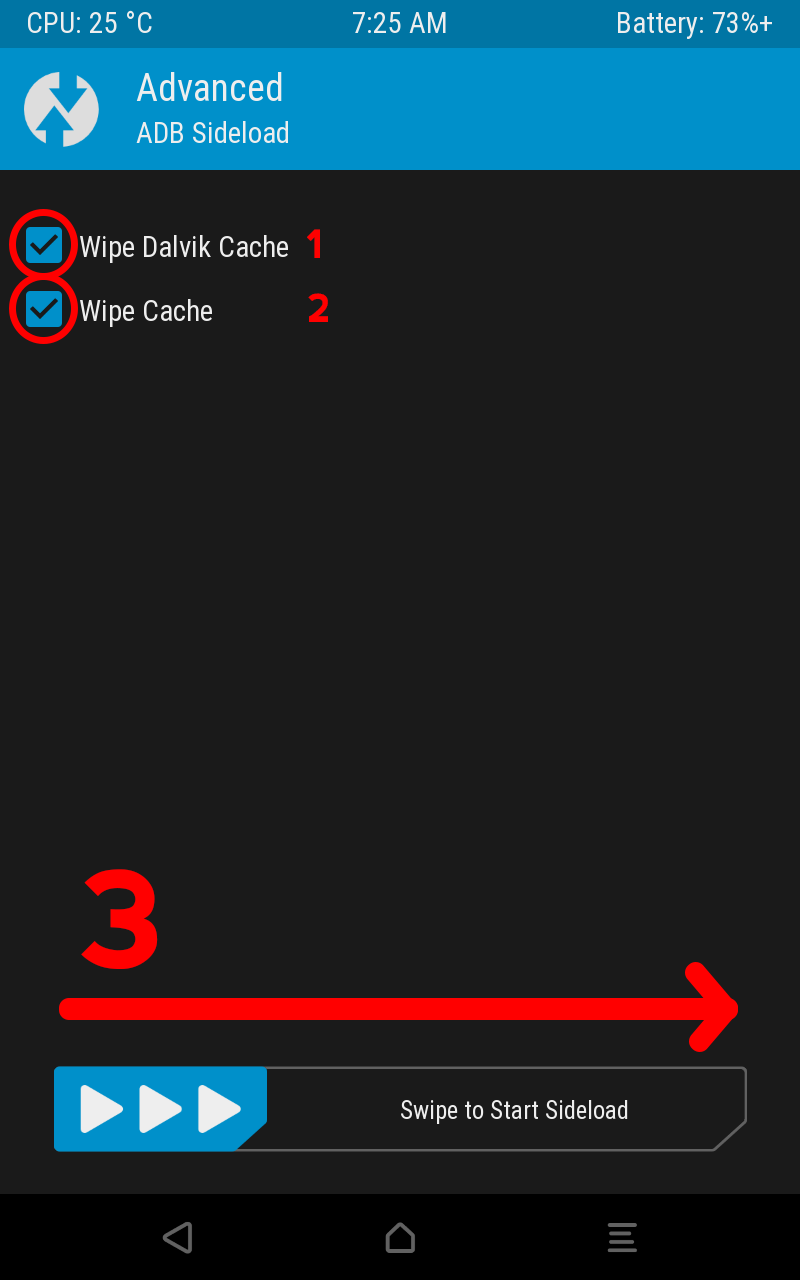 CPU: 25 °C 7:25 AM Battery: 73%+
Advanced
ADB Sideload
Wipe Dalvik Cache 1
Wipe Cache 2
3
Swipe to Start Sideload